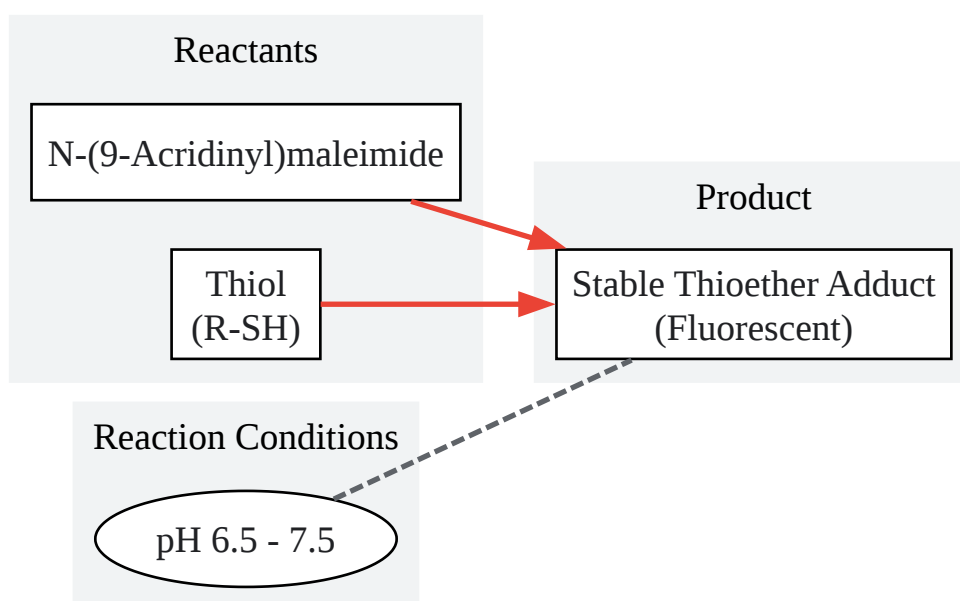 Reactants
N-(9-Acridinyl)maleimide
Thiol
(R-SH)
Product
Stable Thioether Adduct
(Fluorescent)
Reaction Conditions
pH 6.5 - 7.5